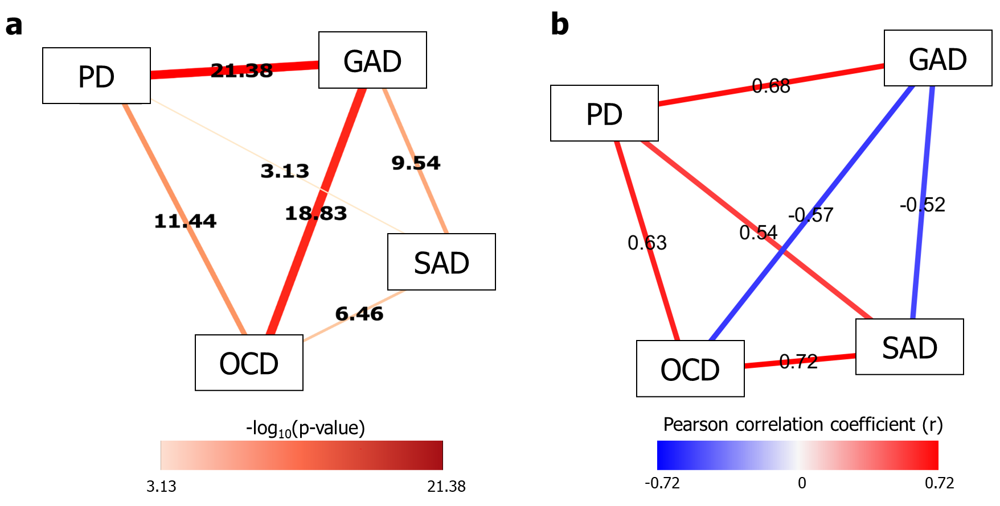 a
PD
GAD
21.38
3.13
9.54
11.44
18.83
SAD
6.46
OCD
-log₁₀(p-value)
3.13
21.38
b
GAD
PD
0.68
-0.57
-0.52
0.54
0.63
SAD
0.72
OCD
Pearson correlation coefficient (r)
-0.72
0
0.72